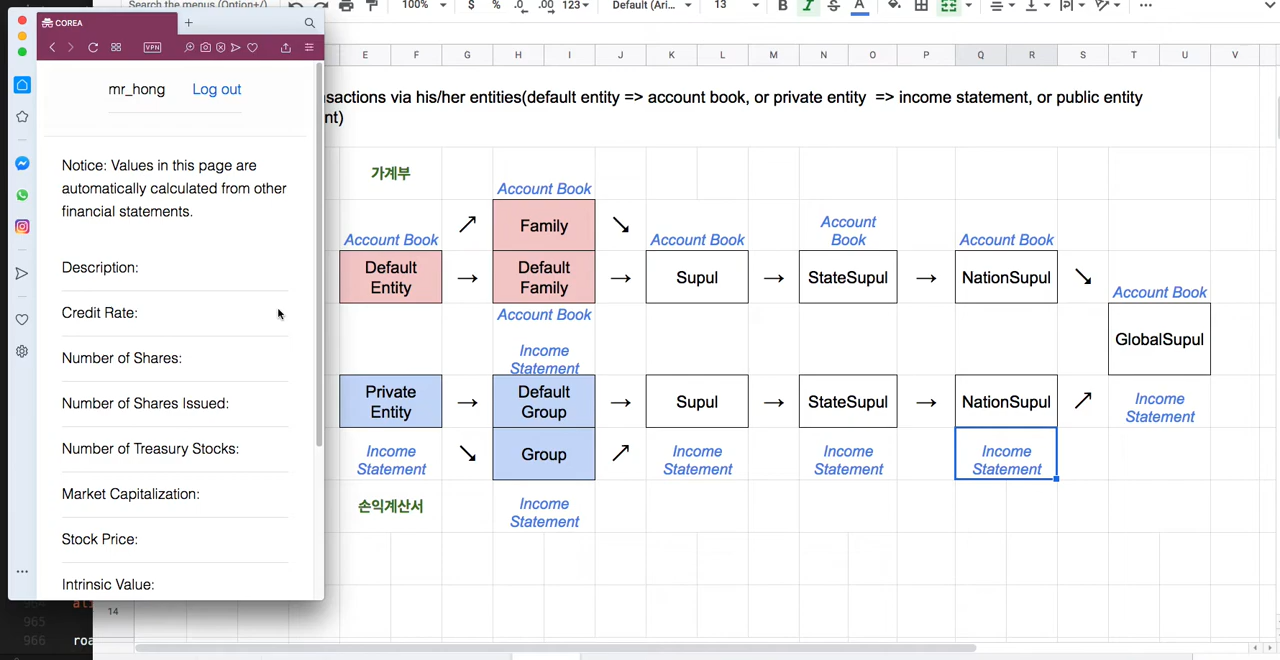 Search the menus (Option+/)
100%
$
%
.0
.00
123
Default (Ari...
13
B
I
S
A
COREA
VPN
mr_hong
Log out
Notice: Values in this page are
automatically calculated from other
financial statements.
Description:
Credit Rate:
Number of Shares:
Number of Shares Issued:
Number of Treasury Stocks:
Market Capitalization:
Stock Price:
Intrinsic Value:
E F G H I J K L M N O P Q R S T U V
nsactions via his/her entities(default entity => account book, or private entity => income statement, or public entity
nt)
가계부
Account Book
Family
Account Book
Account Book
Account
Book
Account Book
Default
Entity
→
Default
Family
→
Supul
→
StateSupul
→
NationSupul
Account Book
Account Book
GlobalSupul
Income
Statement
Private
Entity
→
Default
Group
→
Supul
→
StateSupul
→
NationSupul
Income
Statement
Income
Statement
Group
Income
Statement
Income
Statement
Income
Statement
손익계산서
Income
Statement
14
965
966
roa